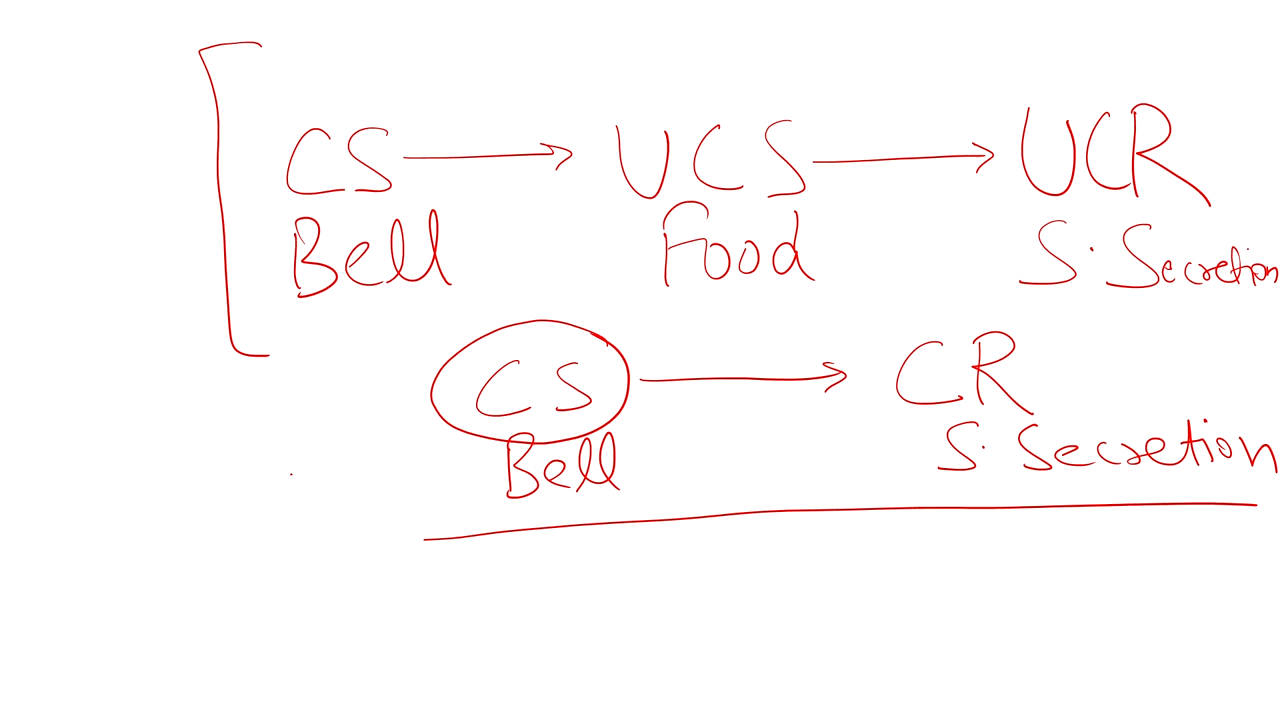 CS → UCS → UCR
Bell Food S. Secretion
CS → CR
Bell S. Secretion